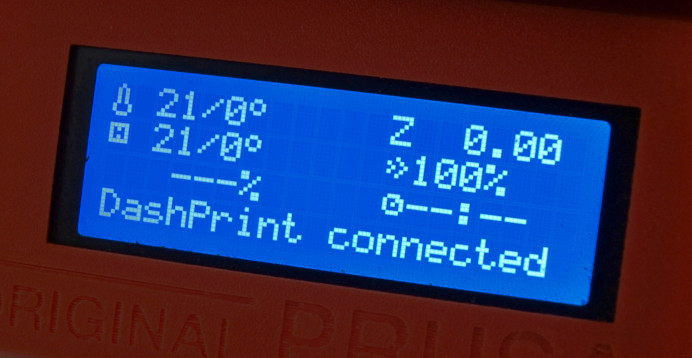 21/0° Z 0.00
21/0° 100%
---% --:--
DashPrint connected
ORIGINAL PRUSA